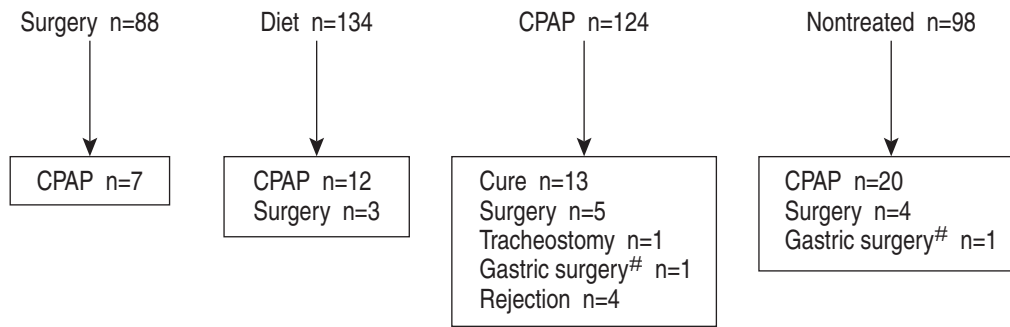 Surgery n=88
Diet n=134
CPAP n=124
Nontreated n=98
CPAP n=7
CPAP n=12
Surgery n=3
Cure n=13
Surgery n=5
Tracheostomy n=1
Gastric surgery# n=1
Rejection n=4
CPAP n=20
Surgery n=4
Gastric surgery# n=1